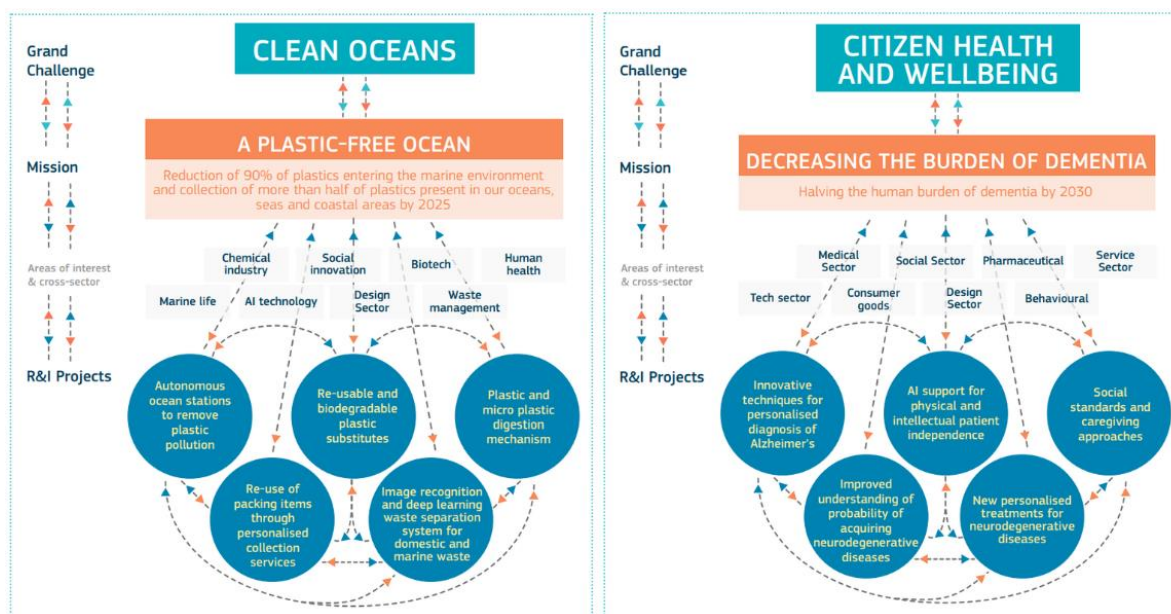 Grand
Challenge
Mission
Areas of interest
& cross-sector
R&I Projects
CLEAN OCEANS
A PLASTIC-FREE OCEAN
Reduction of 90% of plastics entering the marine environment
and collection of more than half of plastics present in our oceans,
seas and coastal areas by 2025
Chemical
industry
Social
innovation
Biotech
Human
health
Marine life
AI technology
Design
Sector
Waste
management
Autonomous
ocean stations
to remove
plastic
pollution
Re-usable and
biodegradable
plastic
substitutes
Plastic and
micro plastic
digestion
mechanism
Re-use of
packing items
through
personalised
collection
services
Image recognition
and deep learning
waste separation
system for
domestic and
marine waste
Grand
Challenge
Mission
Areas of interest
& cross-sector
R&I Projects
CITIZEN HEALTH
AND WELLBEING
DECREASING THE BURDEN OF DEMENTIA
Halving the human burden of dementia by 2030
Medical
Sector
Social Sector
Pharmaceutical
Service
Sector
Tech sector
Consumer
goods
Design
Sector
Behavioural
Innovative
techniques for
personalised
diagnosis of
Alzheimer's
AI support for
physical and
intellectual patient
independence
Social
standards and
caregiving
approaches
Improved
understanding of
probability of
acquiring
neurodegenerative
diseases
New personalised
treatments for
neurodegenerative
diseases